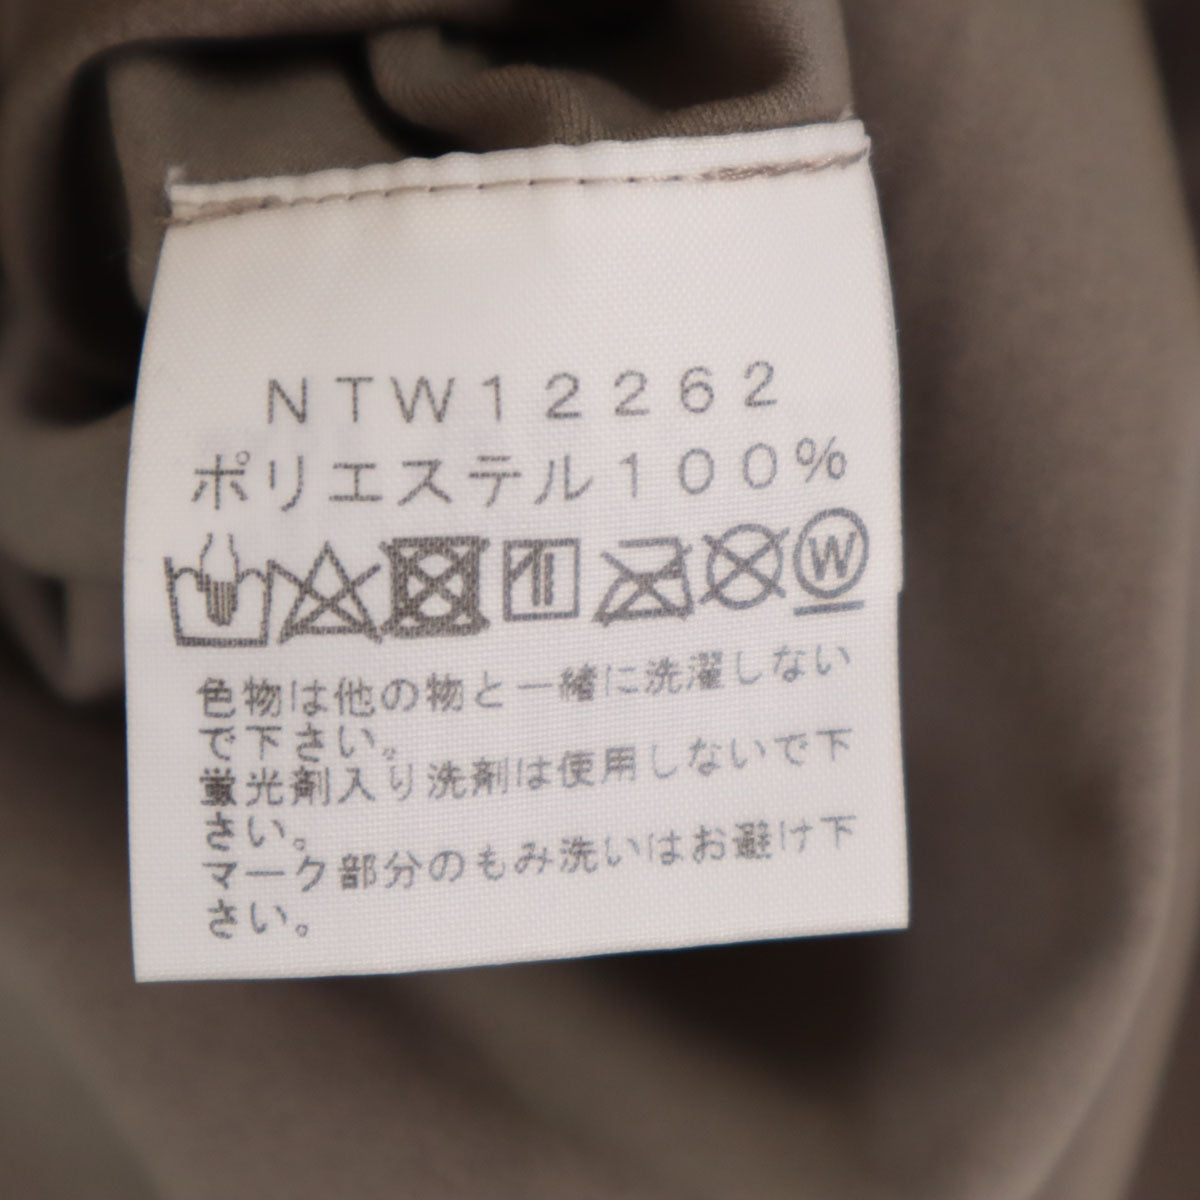 NTW12262
ポリエステル100%
W
色物は他の物と一緒に洗濯しない
で下さい。
蛍光剤入り洗剤は使用しないで下
さい。
マーク部分のもみ洗いはお避け下
さい。